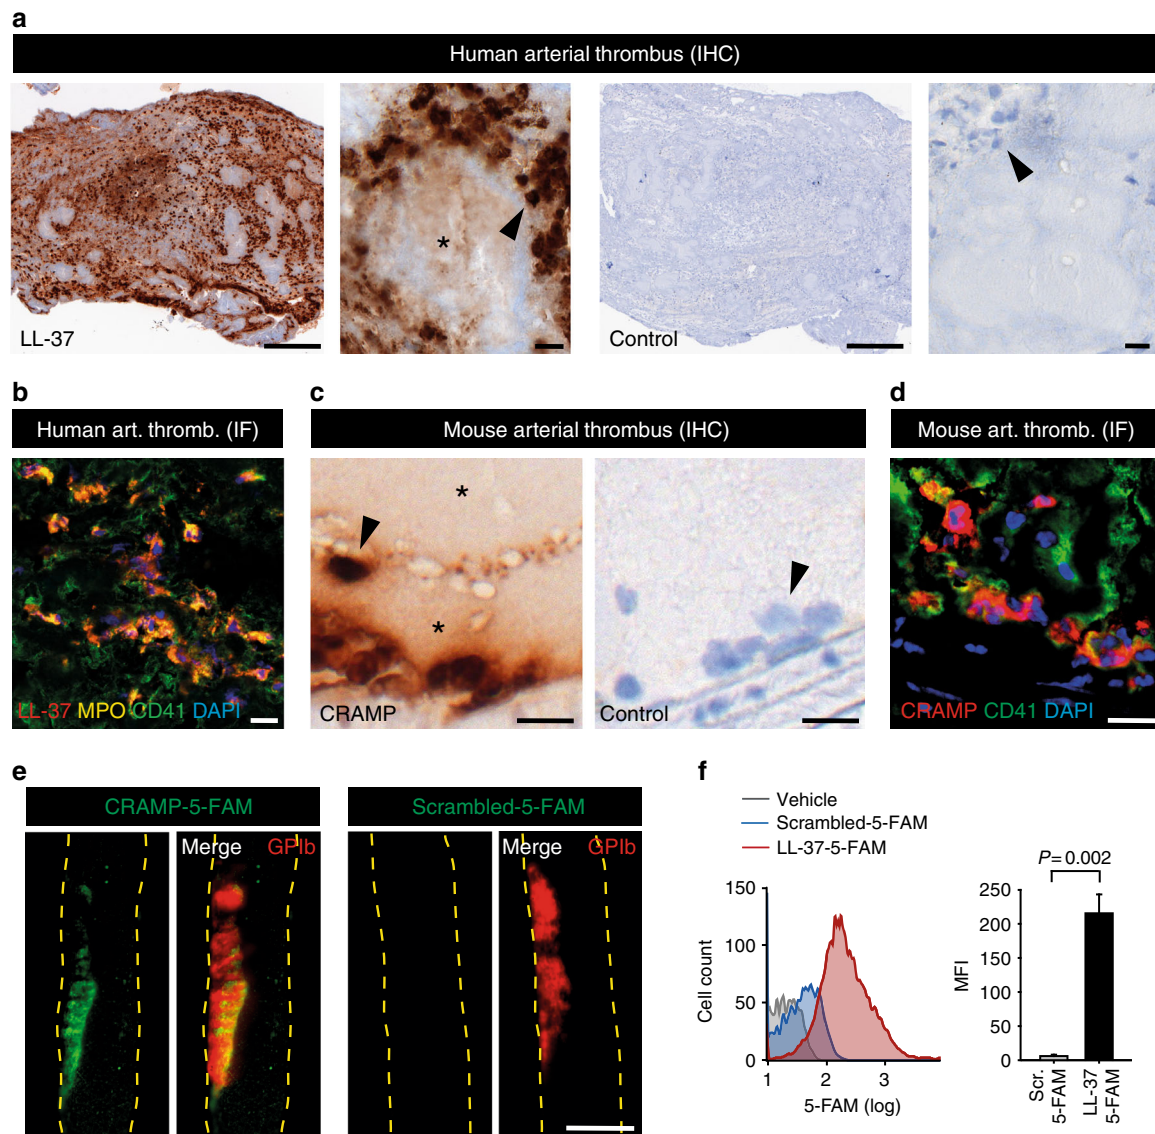 a
Human arterial thrombus (IHC)
*
LL-37
Control
b
Human art. thromb. (IF)
LL-37 MPO CD41 DAPI
c
Mouse arterial thrombus (IHC)
*
*
CRAMP
Control
d
Mouse art. thromb. (IF)
CRAMP CD41 DAPI
e
CRAMP-5-FAM
Merge GPIb
Scrambled-5-FAM
Merge GPIb
f
Vehicle
Scrambled-5-FAM
LL-37-5-FAM
150
100
50
0
Cell count
1 2 3
5-FAM (log)
P = 0.002
250
200
150
100
50
0
MFI
Scr.
5-FAM
LL-37
5-FAM